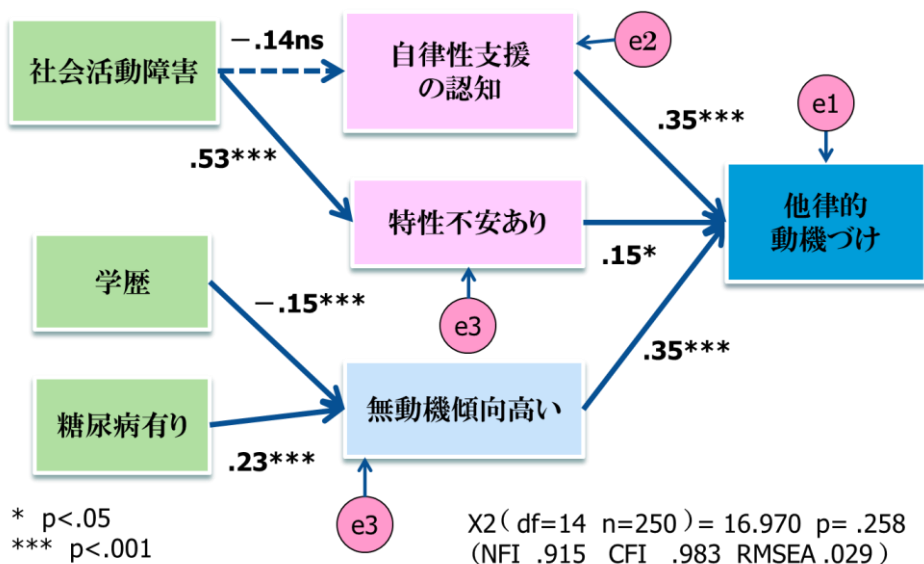 社会活動障害
－.14ns
自律性支援
の認知
e2
e1
.35***
.53***
特性不安あり
.15*
他律的
動機づけ
学歴
－.15***
e3
.35***
糖尿病有り
.23***
無動機傾向高い
e3
* p<.05
*** p<.001
X2( df=14 n=250 )= 16.970 p= .258
(NFI .915 CFI .983 RMSEA .029 )